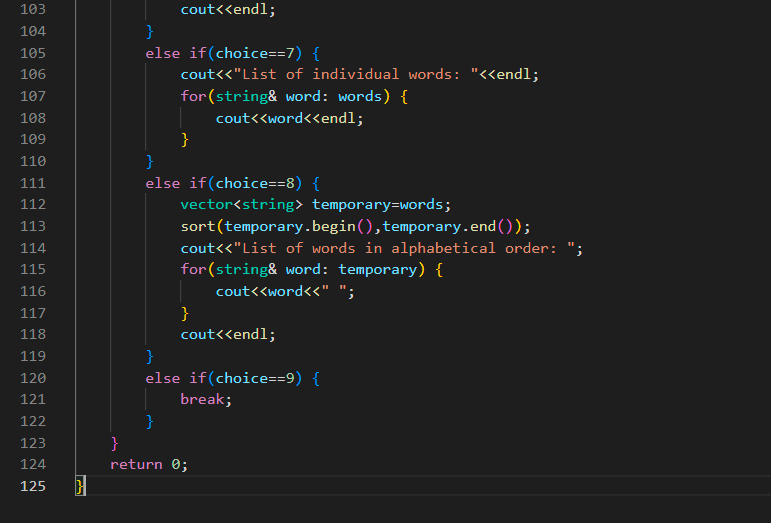 103 cout<<endl;
104 }
105 else if(choice==7) {
106 cout<<"List of individual words: "<<endl;
107 for(string& word: words) {
108 cout<<word<<endl;
109 }
110 }
111 else if(choice==8) {
112 vector<string> temporary=words;
113 sort(temporary.begin(),temporary.end());
114 cout<<"List of words in alphabetical order: ";
115 for(string& word: temporary) {
116 cout<<word<<" ";
117 }
118 cout<<endl;
119 }
120 else if(choice==9) {
121 break;
122 }
123 }
124 return 0;
125 }